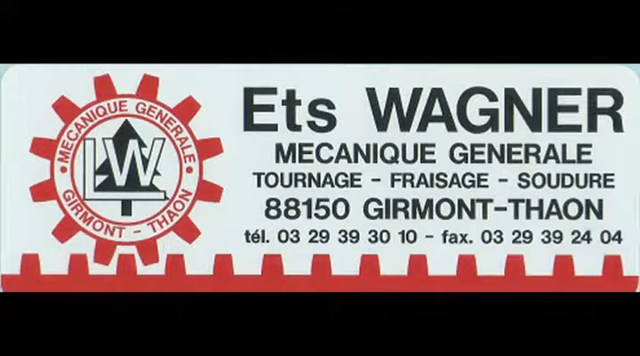 MECANIQUE GENERALE
LW
GIRMONT - THAON
Ets WAGNER
MECANIQUE GENERALE
TOURNAGE - FRAISAGE - SOUDURE
88150 GIRMONT-THAON
tél. 03 29 39 30 10 - fax. 03 29 39 24 04